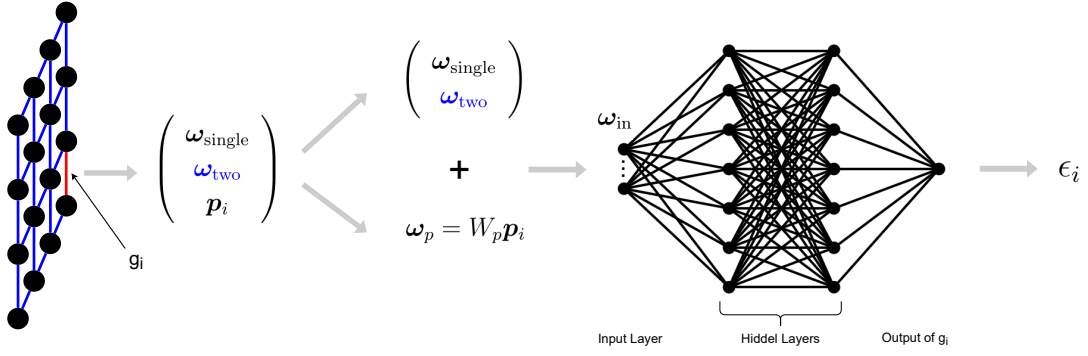 g_i
ω_single
ω_two
p_i
ω_single
ω_two
+
ω_p = W_p p_i
ω_in
⋮
ϵ_i
Input Layer
Hiddel Layers
Output of g_i